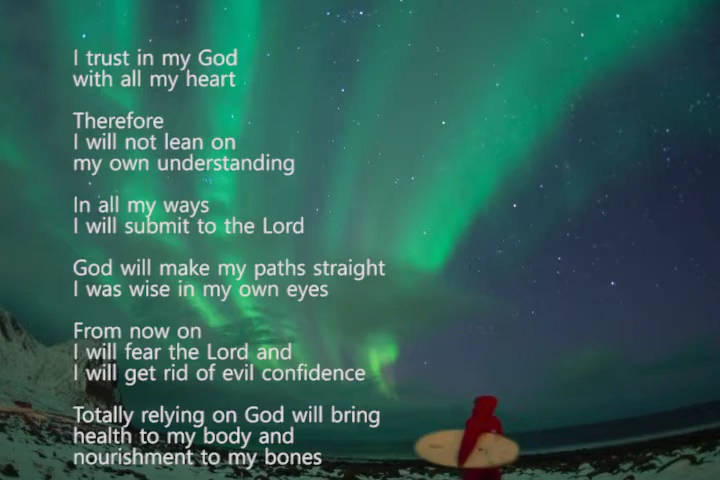 I trust in my God
with all my heart
Therefore
I will not lean on
my own understanding
In all my ways
I will submit to the Lord
God will make my paths straight
I was wise in my own eyes
From now on
I will fear the Lord and
I will get rid of evil confidence
Totally relying on God will bring
health to my body and
nourishment to my bones